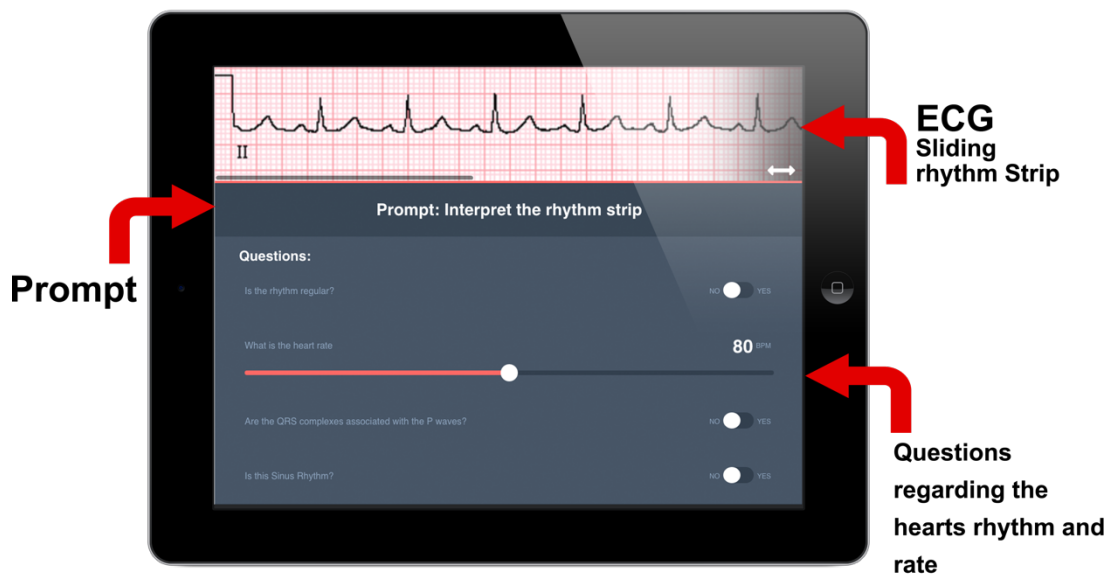 II
ECG
Sliding
rhythm Strip
Prompt: Interpret the rhythm strip
Prompt
Questions:
Is the rhythm regular?
NO YES
What is the heart rate
80 BPM
Are the QRS complexes associated with the P waves?
NO YES
Is this Sinus Rhythm?
NO YES
Questions
regarding the
hearts rhythm and
rate